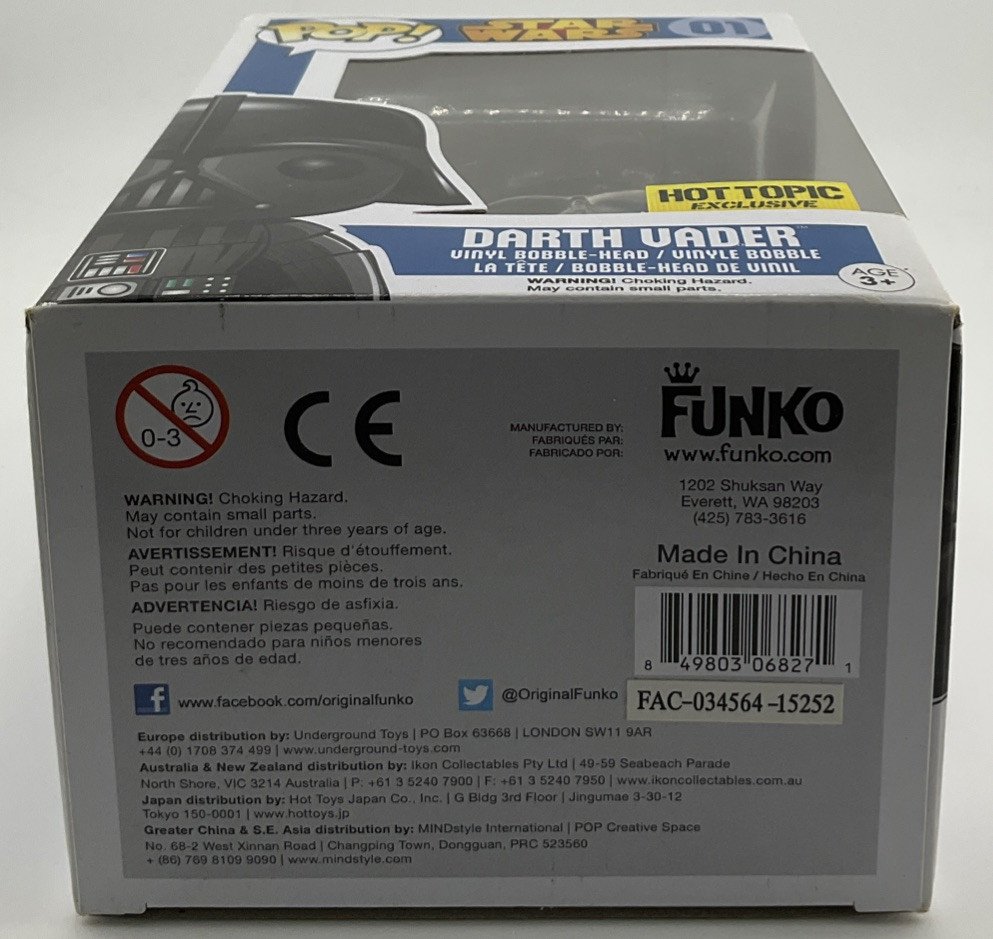 POP! STAR WARS 01
HOT TOPIC
EXCLUSIVE
DARTH VADER™
VINYL BOBBLE-HEAD / VINYLE BOBBLE
LA TÊTE / BOBBLE-HEAD DE VINIL
WARNING! Choking Hazard.
May contain small parts.
AGE
3+
0-3
CE
MANUFACTURED BY:
FABRIQUÉS PAR:
FABRICADO POR:
FUNKO
www.funko.com
1202 Shuksan Way
Everett, WA 98203
(425) 783-3616
WARNING! Choking Hazard.
May contain small parts.
Not for children under three years of age.
AVERTISSEMENT! Risque d'étouffement.
Peut contenir des petites pièces.
Pas pour les enfants de moins de trois ans.
ADVERTENCIA! Riesgo de asfixia.
Puede contener piezas pequeñas.
No recomendado para niños menores
de tres años de edad.
Made In China
Fabriqué En Chine / Hecho En China
8 49803 06827 1
f www.facebook.com/originalfunko
@OriginalFunko
FAC-034564-15252
Europe distribution by: Underground Toys | PO Box 63668 | LONDON SW11 9AR
+44 (0) 1708 374 499 | www.underground-toys.com
Australia & New Zealand distribution by: Ikon Collectables Pty Ltd | 49-59 Seabeach Parade
North Shore, VIC 3214 Australia | P: +61 3 5240 7900 | F: +61 3 5240 7950 | www.ikoncollectables.com.au
Japan distribution by: Hot Toys Japan Co., Inc. | G Bldg 3rd Floor | Jingumae 3-30-12
Tokyo 150-0001 | www.hottoys.jp
Greater China & S.E. Asia distribution by: MINDstyle International | POP Creative Space
No. 68-2 West Xinnan Road | Changping Town, Dongguan, PRC 523560
+ (86) 769 8109 9090 | www.mindstyle.com